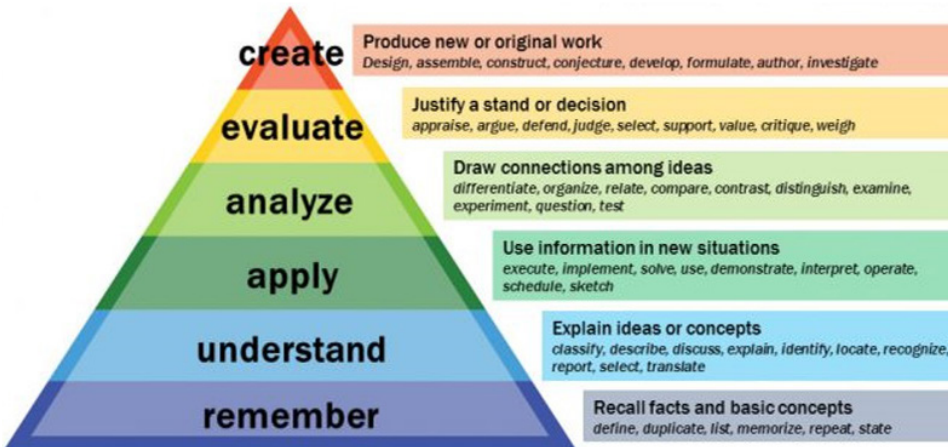 create
Produce new or original work
Design, assemble, construct, conjecture, develop, formulate, author, investigate
evaluate
Justify a stand or decision
appraise, argue, defend, judge, select, support, value, critique, weigh
analyze
Draw connections among ideas
differentiate, organize, relate, compare, contrast, distinguish, examine,
experiment, question, test
apply
Use information in new situations
execute, implement, solve, use, demonstrate, interpret, operate,
schedule, sketch
understand
Explain ideas or concepts
classify, describe, discuss, explain, identify, locate, recognize,
report, select, translate
remember
Recall facts and basic concepts
define, duplicate, list, memorize, repeat, state